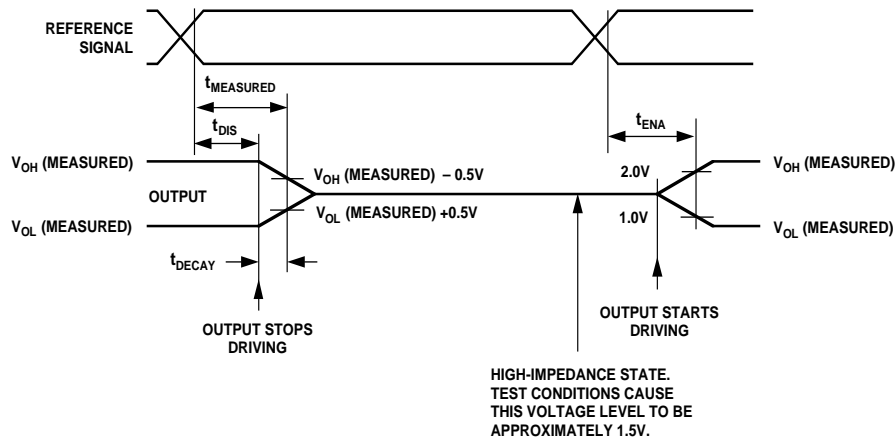 REFERENCE
SIGNAL
tMEASURED
tDIS
tENA
VOH (MEASURED)
VOH (MEASURED) – 0.5V
2.0V
VOH (MEASURED)
OUTPUT
VOL (MEASURED)
VOL (MEASURED) +0.5V
1.0V
VOL (MEASURED)
tDECAY
OUTPUT STOPS
DRIVING
OUTPUT STARTS
DRIVING
HIGH-IMPEDANCE STATE.
TEST CONDITIONS CAUSE
THIS VOLTAGE LEVEL TO BE
APPROXIMATELY 1.5V.